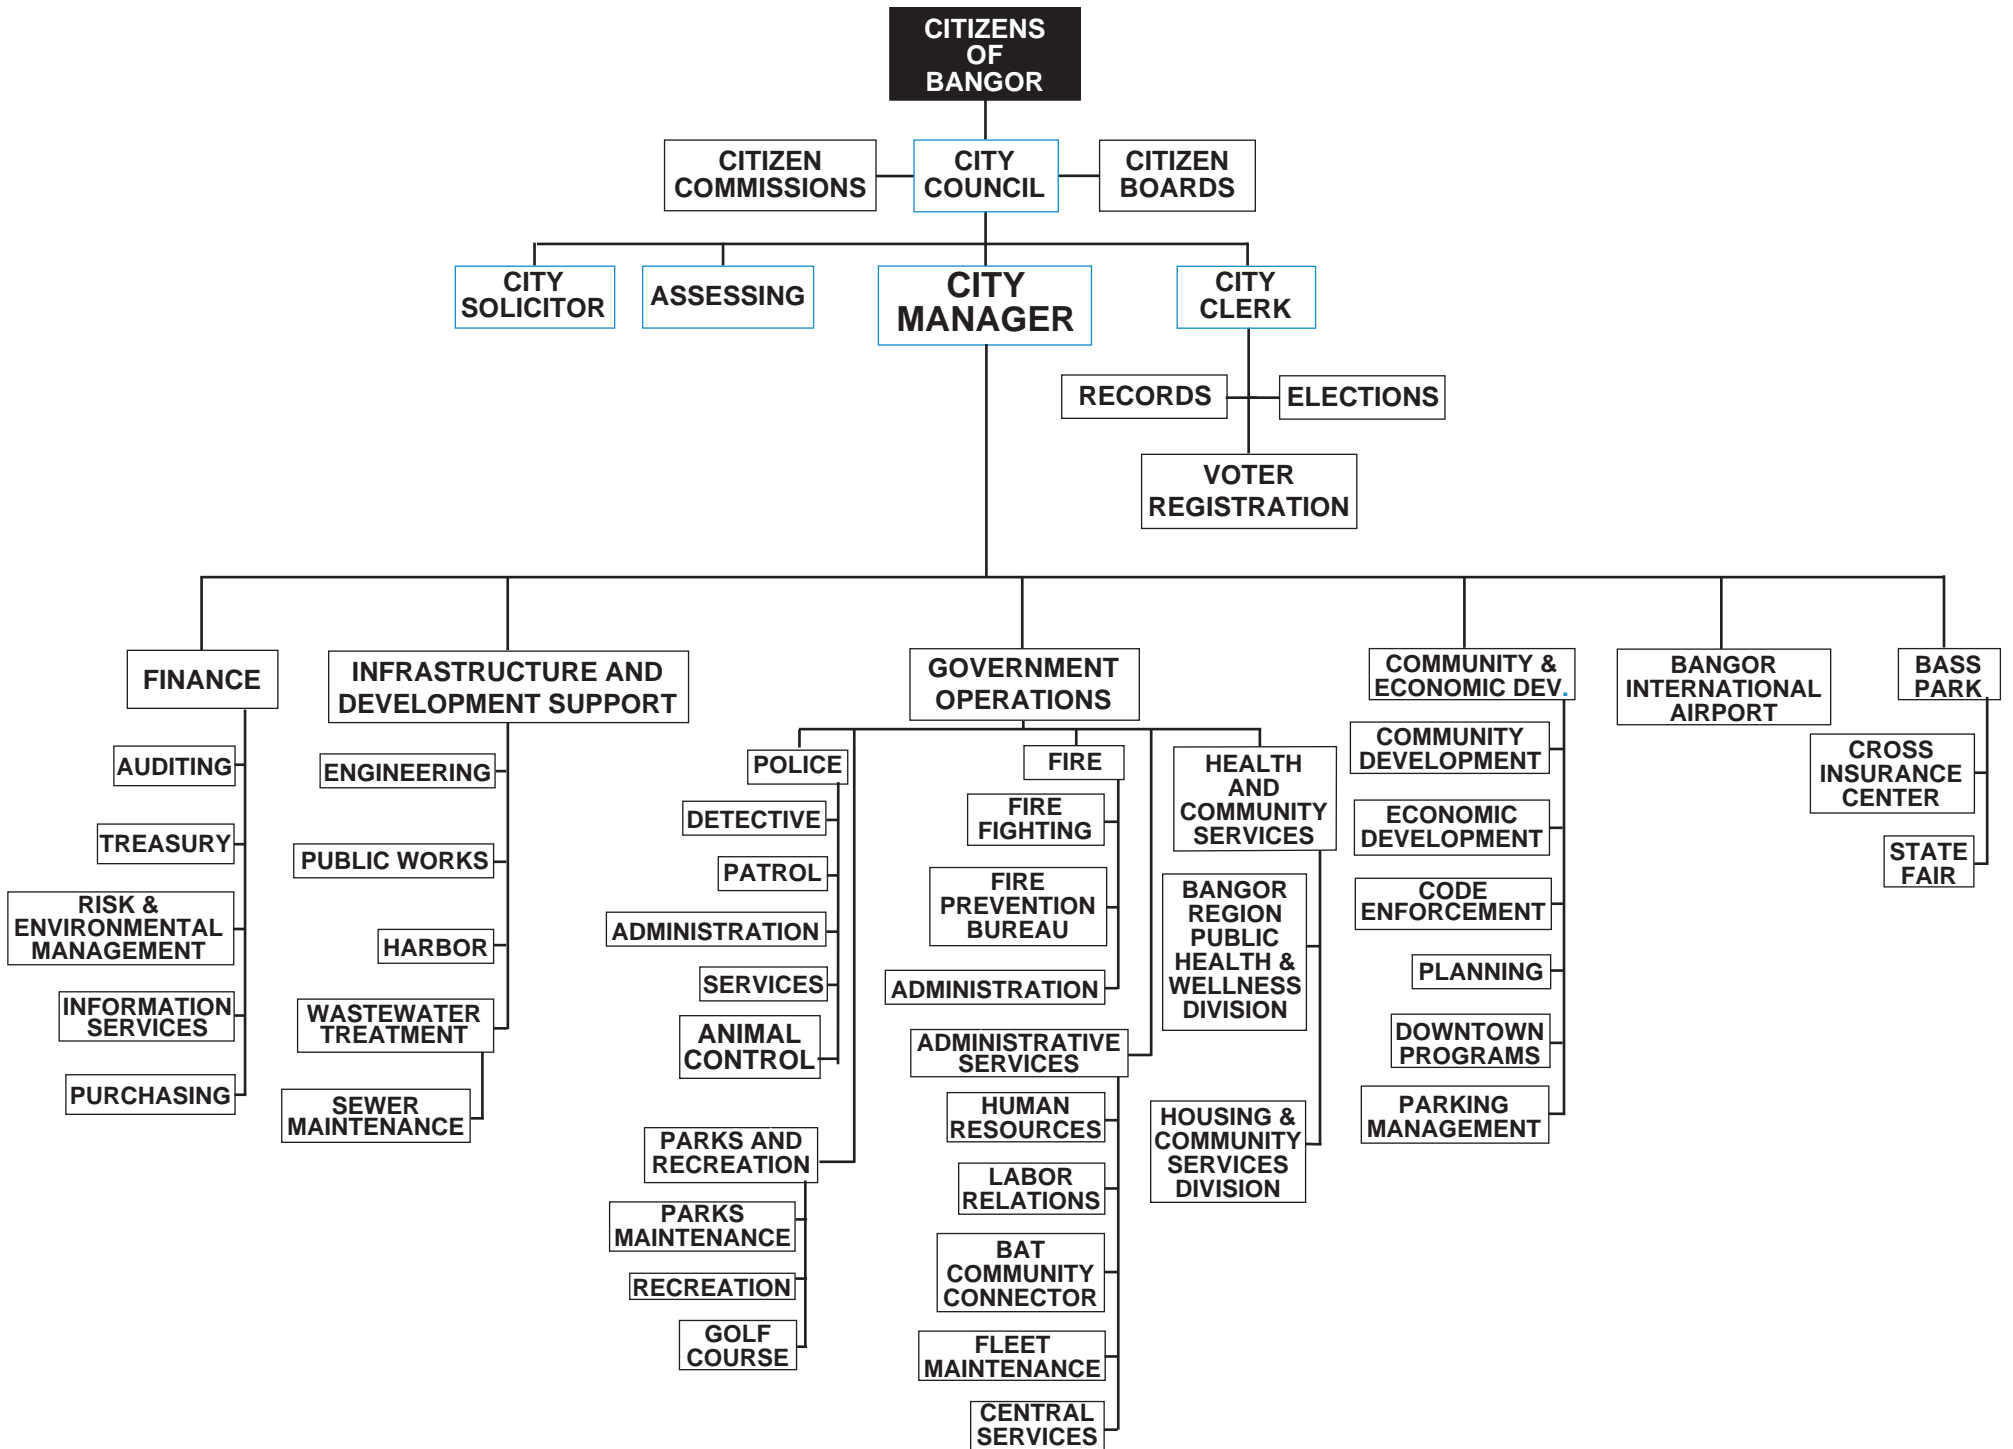 CITIZENS
OF
BANGOR
CITIZEN
COMMISSIONS
CITY
COUNCIL
CITIZEN
BOARDS
CITY
SOLICITOR
ASSESSING
CITY
MANAGER
CITY
CLERK
RECORDS
ELECTIONS
VOTER
REGISTRATION
FINANCE
AUDITING
TREASURY
RISK &
ENVIRONMENTAL
MANAGEMENT
INFORMATION
SERVICES
PURCHASING
INFRASTRUCTURE AND
DEVELOPMENT SUPPORT
ENGINEERING
PUBLIC WORKS
HARBOR
WASTEWATER
TREATMENT
SEWER
MAINTENANCE
GOVERNMENT
OPERATIONS
POLICE
DETECTIVE
PATROL
ADMINISTRATION
SERVICES
ANIMAL
CONTROL
PARKS AND
RECREATION
PARKS
MAINTENANCE
RECREATION
GOLF
COURSE
FIRE
FIRE
FIGHTING
FIRE
PREVENTION
BUREAU
ADMINISTRATION
ADMINISTRATIVE
SERVICES
HUMAN
RESOURCES
LABOR
RELATIONS
BAT
COMMUNITY
CONNECTOR
FLEET
MAINTENANCE
CENTRAL
SERVICES
HEALTH
AND
COMMUNITY
SERVICES
BANGOR
REGION
PUBLIC
HEALTH &
WELLNESS
DIVISION
HOUSING &
COMMUNITY
SERVICES
DIVISION
COMMUNITY &
ECONOMIC DEV.
COMMUNITY
DEVELOPMENT
ECONOMIC
DEVELOPMENT
CODE
ENFORCEMENT
PLANNING
DOWNTOWN
PROGRAMS
PARKING
MANAGEMENT
BANGOR
INTERNATIONAL
AIRPORT
BASS
PARK
CROSS
INSURANCE
CENTER
STATE
FAIR